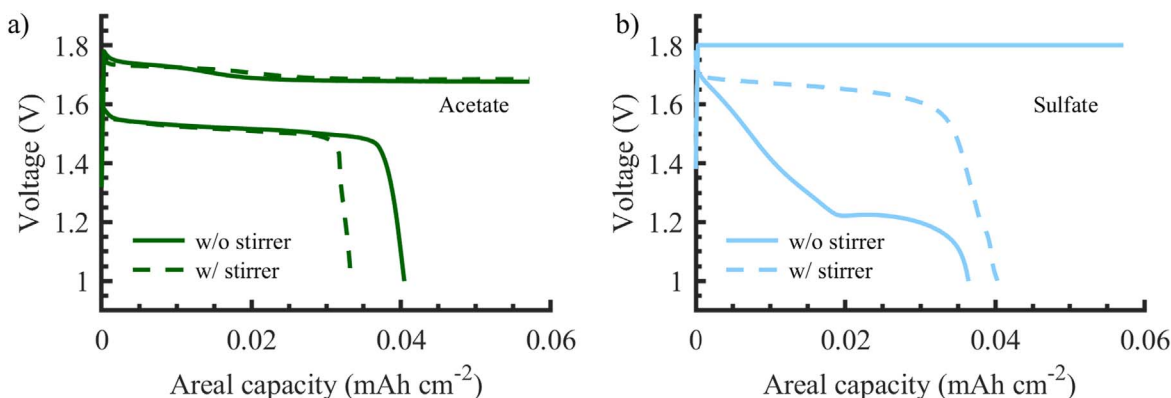 a)
1.8
1.6
1.4
1.2
1
Voltage (V)
Acetate
w/o stirrer
w/ stirrer
0
0.02
0.04
0.06
Areal capacity (mAh cm⁻²)
b)
1.8
1.6
1.4
1.2
1
Voltage (V)
Sulfate
w/o stirrer
w/ stirrer
0
0.02
0.04
0.06
Areal capacity (mAh cm⁻²)